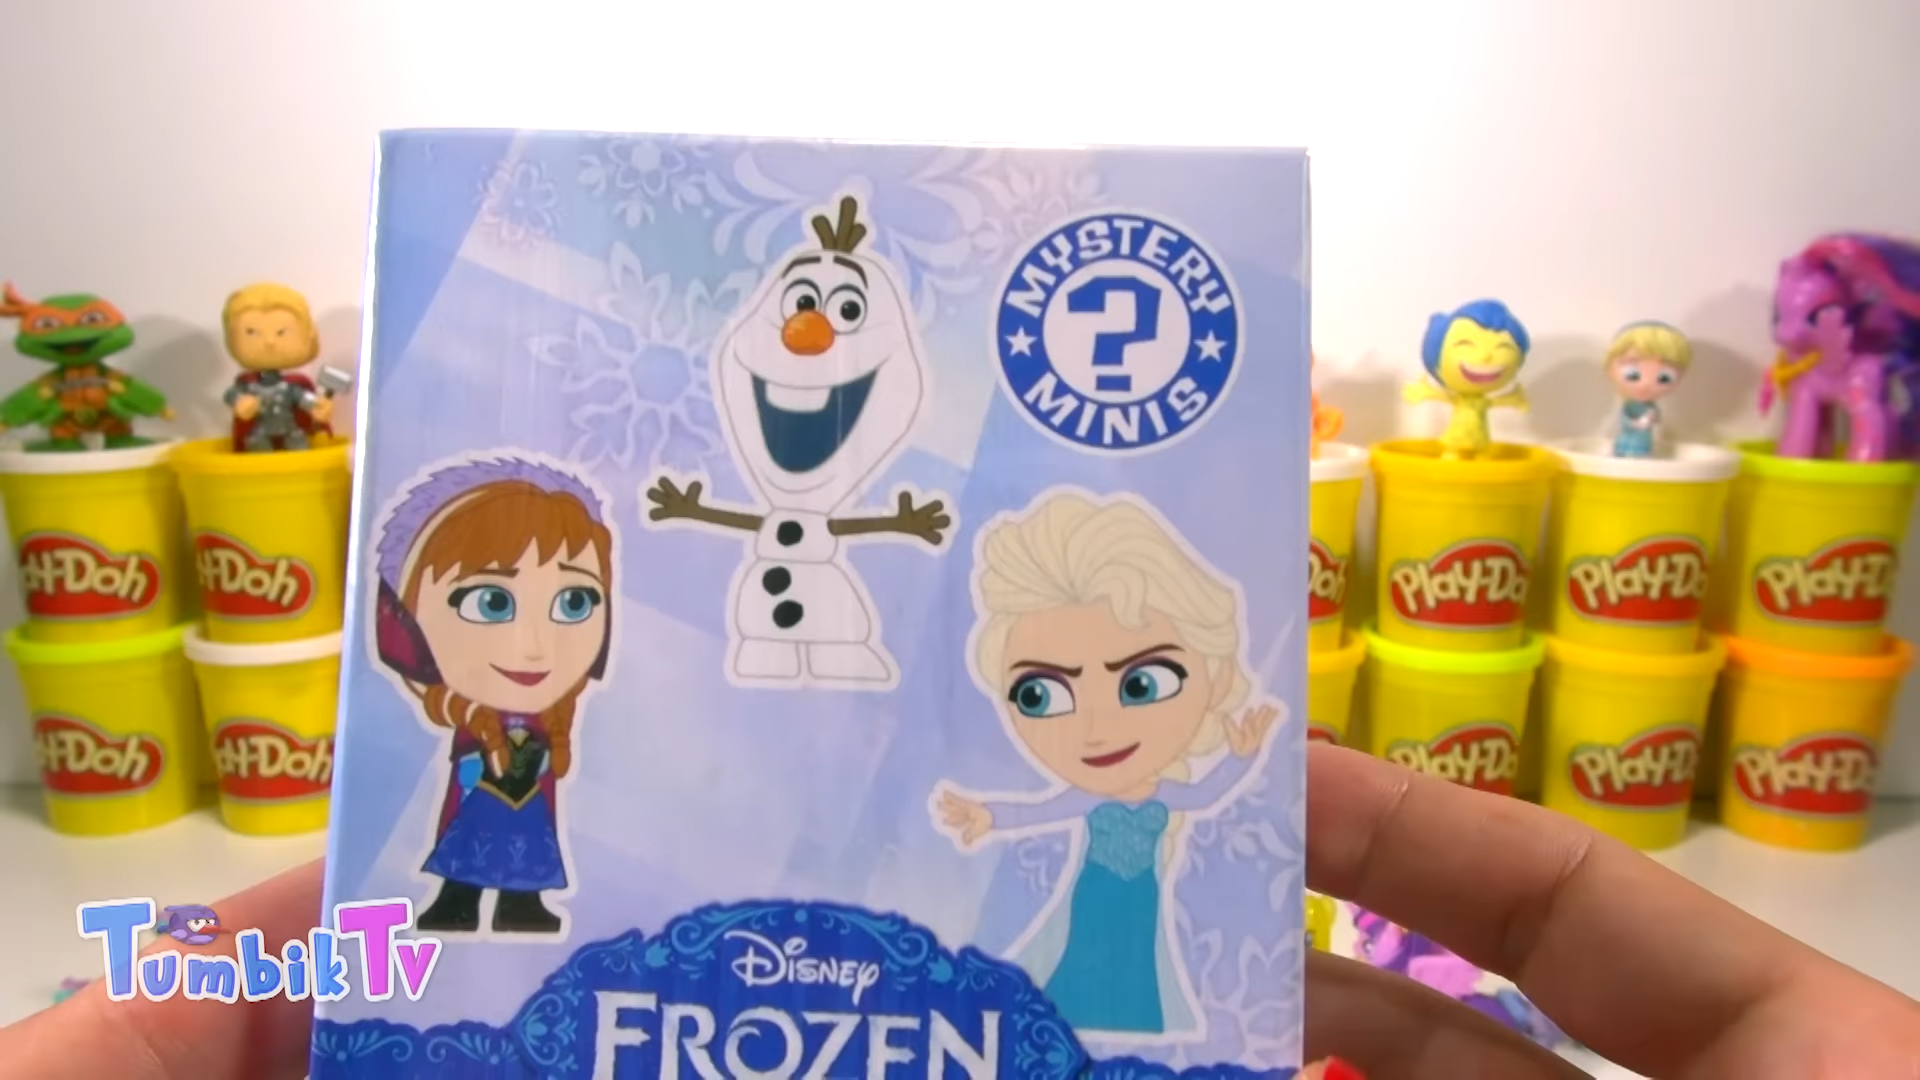 MYSTERY
?
MINIS
Play-Doh
Play-Doh
Play-Doh
Play-Doh
DISNEY
FROZEN
TumbikTv